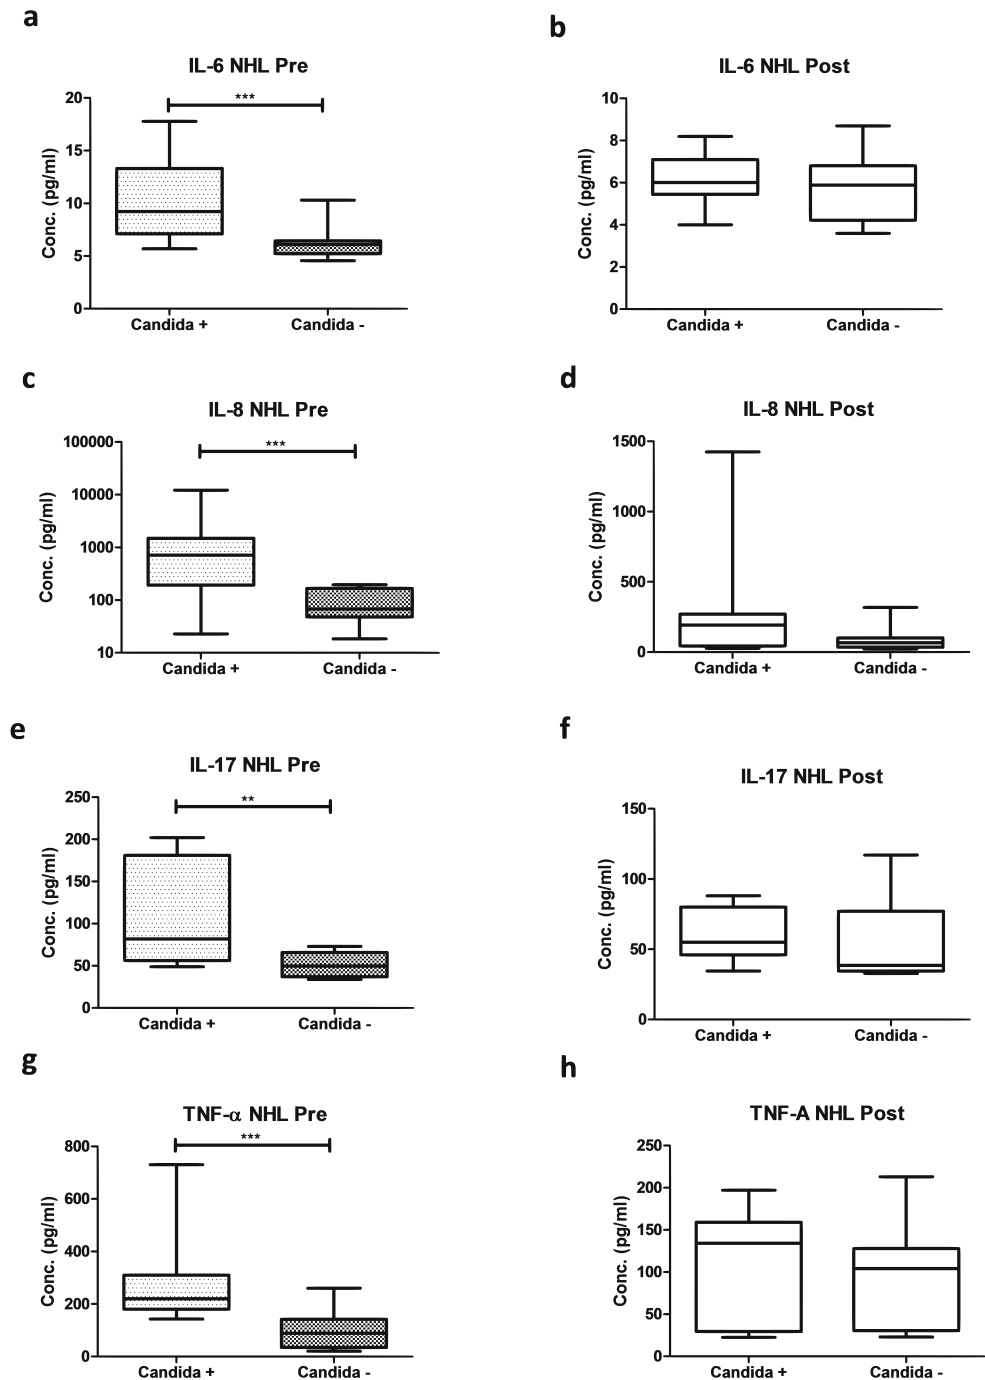 a
IL-6 NHL Pre
***
20
15
10
5
0
Conc. (pg/ml)
Candida +
Candida -
b
IL-6 NHL Post
10
8
6
4
2
0
Conc. (pg/ml)
Candida +
Candida -
c
IL-8 NHL Pre
***
100000
10000
1000
100
10
Conc. (pg/ml)
Candida +
Candida -
d
IL-8 NHL Post
1500
1000
500
0
Conc. (pg/ml)
Candida +
Candida -
e
IL-17 NHL Pre
**
250
200
150
100
50
0
Conc. (pg/ml)
Candida +
Candida -
f
IL-17 NHL Post
150
100
50
0
Conc. (pg/ml)
Candida +
Candida -
g
TNF-α NHL Pre
***
800
600
400
200
0
Conc. (pg/ml)
Candida +
Candida -
h
TNF-A NHL Post
250
200
150
100
50
0
Conc. (pg/ml)
Candida +
Candida -